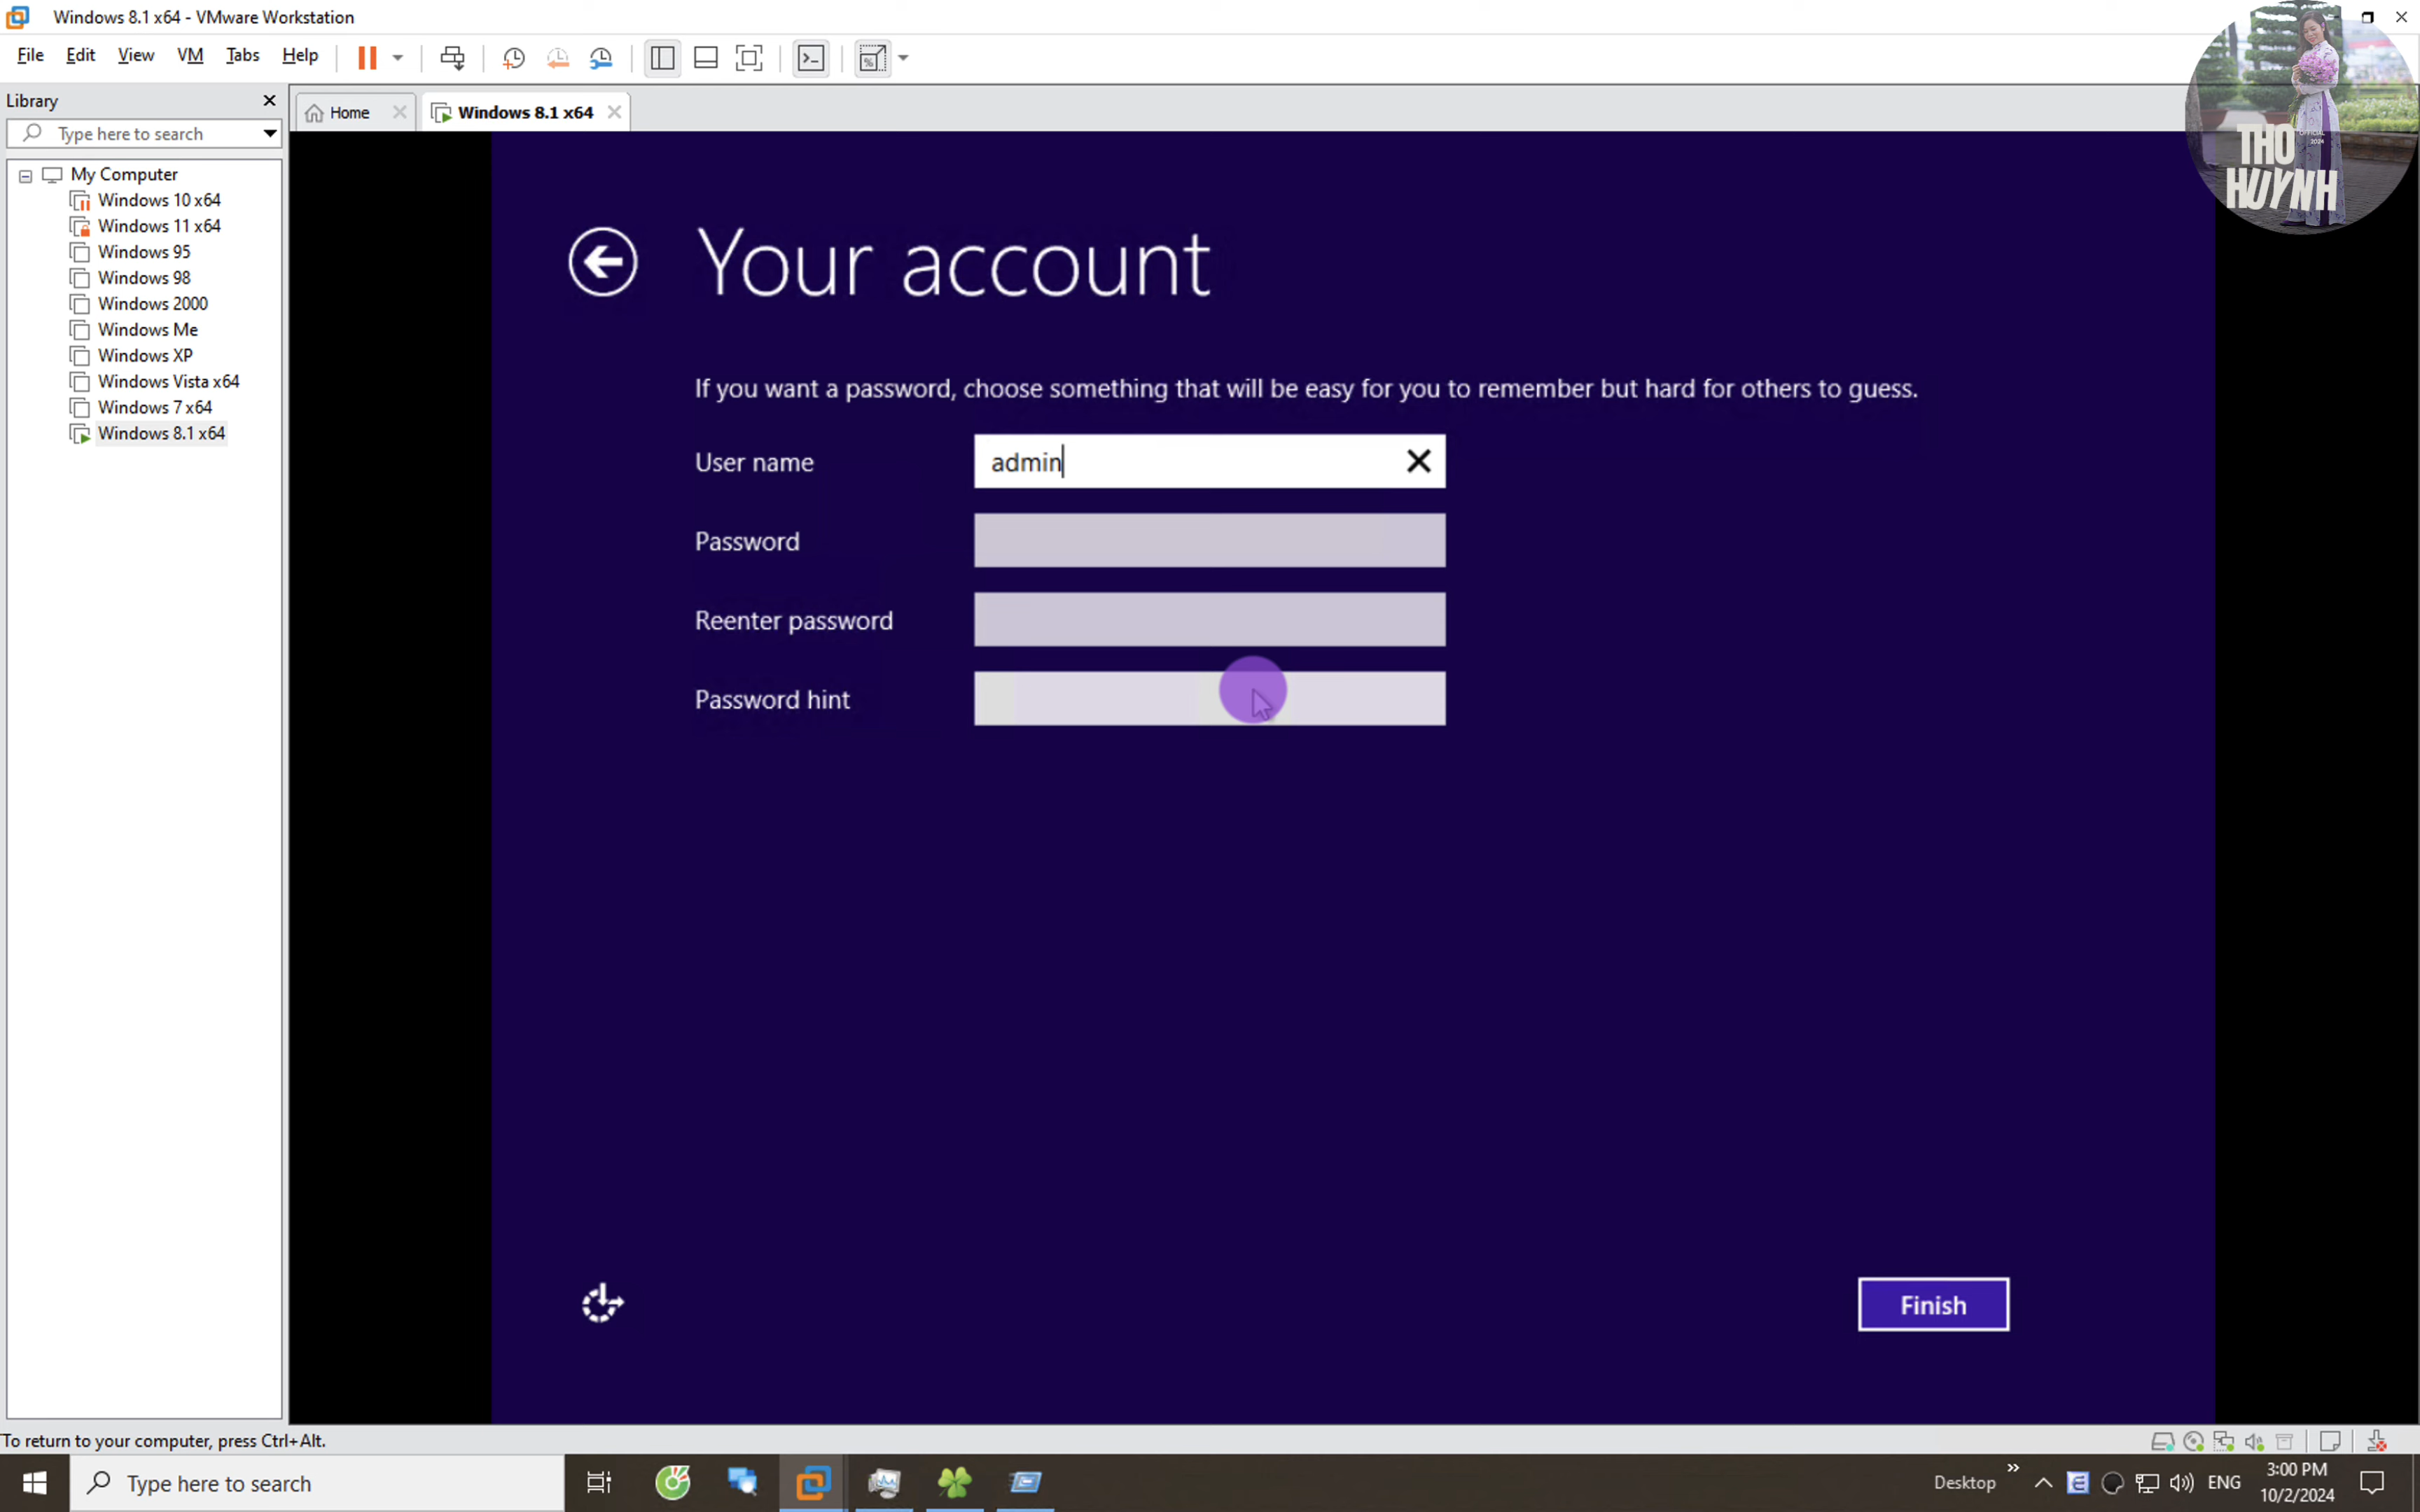 Windows 8.1 x64 - VMware Workstation
File Edit View VM Tabs Help
Library
Type here to search
My Computer
Windows 10 x64
Windows 11 x64
Windows 95
Windows 98
Windows 2000
Windows Me
Windows XP
Windows Vista x64
Windows 7 x64
Windows 8.1 x64
Home
Windows 8.1 x64
THO
OFFICIAL
2024
HUYNH
Your account
If you want a password, choose something that will be easy for you to remember but hard for others to guess.
User name
admin
Password
Reenter password
Password hint
Finish
To return to your computer, press Ctrl+Alt.
Type here to search
Desktop
ENG
3:00 PM
10/2/2024